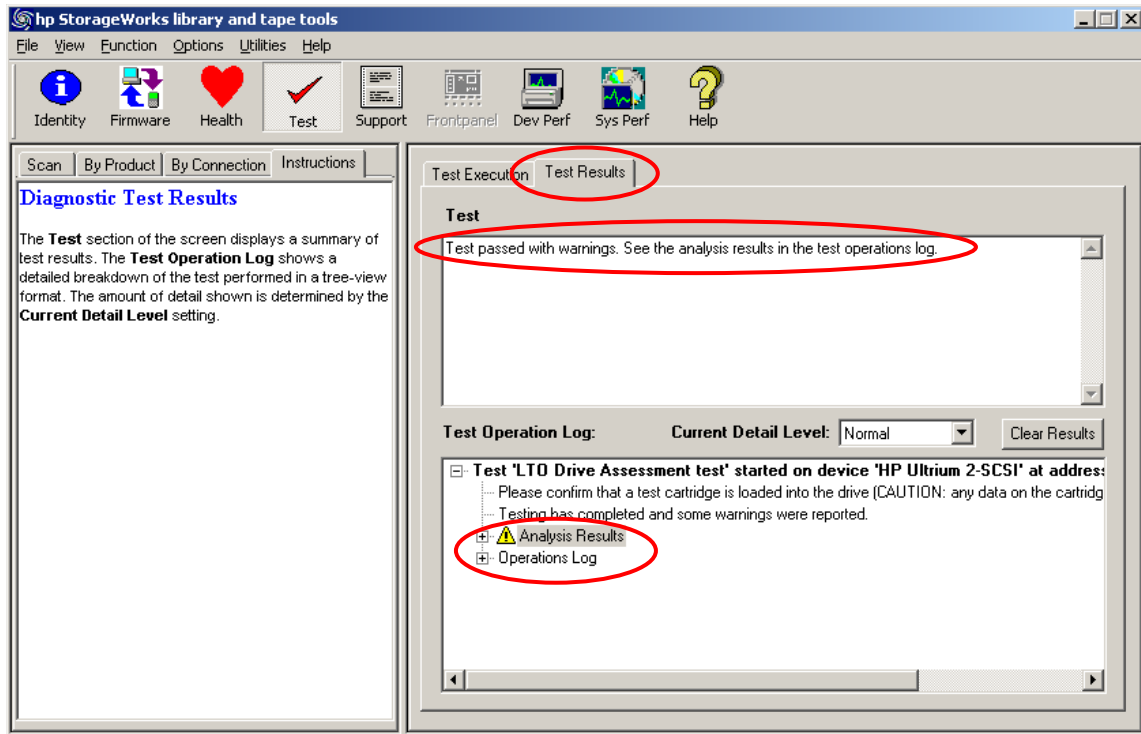 hp StorageWorks library and tape tools
File View Function Options Utilities Help
Identity Firmware Health Test Support Frontpanel Dev Perf Sys Perf Help
Scan By Product By Connection Instructions
Diagnostic Test Results
The Test section of the screen displays a summary of
test results. The Test Operation Log shows a
detailed breakdown of the test performed in a tree-view
format. The amount of detail shown is determined by the
Current Detail Level setting.
Test Execution Test Results
Test
Test passed with warnings. See the analysis results in the test operations log.
Test Operation Log: Current Detail Level: Normal Clear Results
Test 'LTO Drive Assessment test' started on device 'HP Ultrium 2-SCSI' at address
Please confirm that a test cartridge is loaded into the drive (CAUTION: any data on the cartridg
Testing has completed and some warnings were reported.
Analysis Results
Operations Log